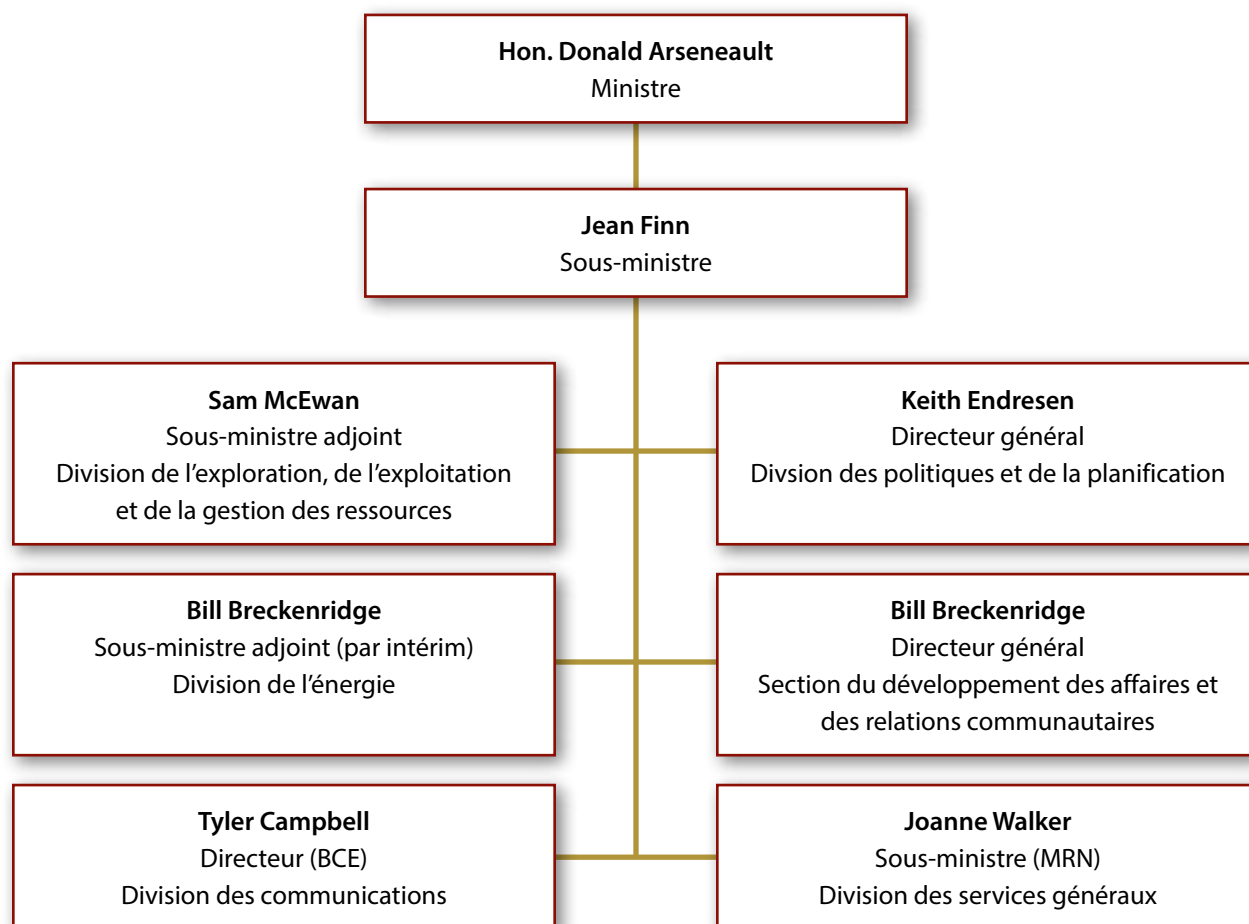 Hon. Donald Arseneault
Ministre
Jean Finn
Sous-ministre
Sam McEwan
Sous-ministre adjoint
Division de l’exploration, de l’exploitation
et de la gestion des ressources
Keith Endresen
Directeur général
Divsion des politiques et de la planification
Bill Breckenridge
Sous-ministre adjoint (par intérim)
Division de l’énergie
Bill Breckenridge
Directeur général
Section du développement des affaires et
des relations communautaires
Tyler Campbell
Directeur (BCE)
Division des communications
Joanne Walker
Sous-ministre (MRN)
Division des services généraux